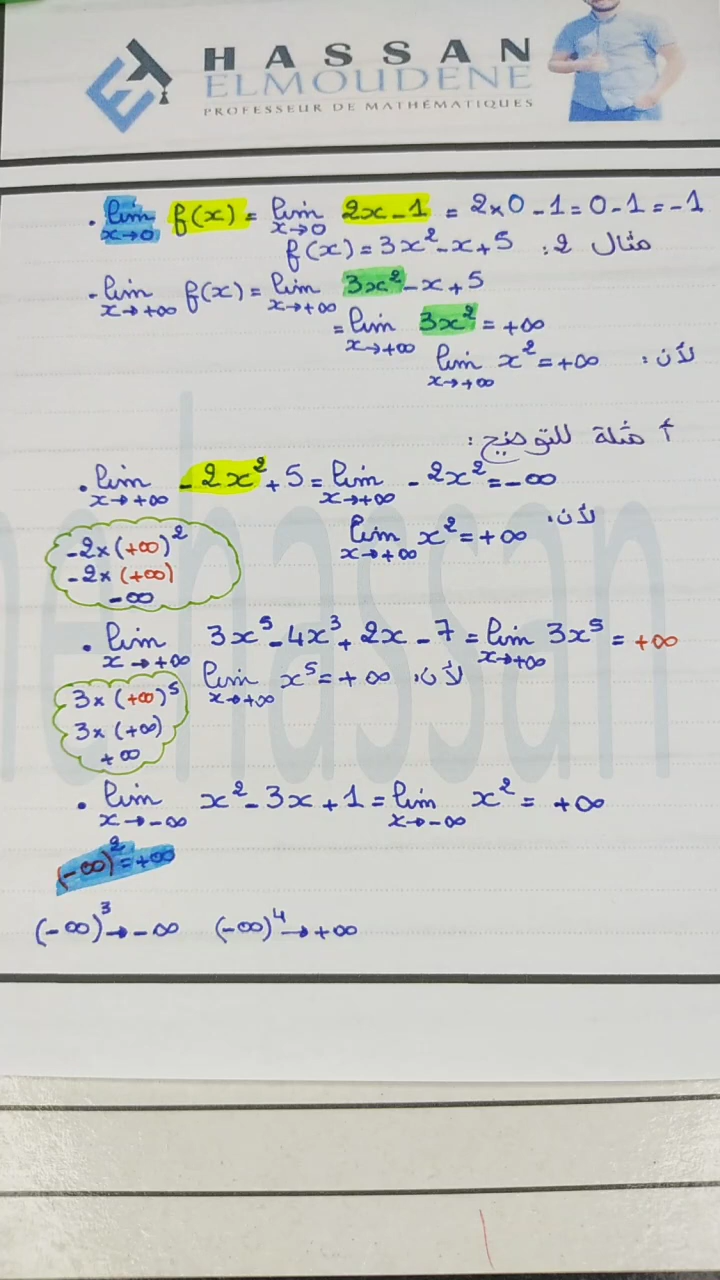 HASSAN
ELMOUDENE
PROFESSEUR DE MATHÉMATIQUES
. lim x→0 f(x) = lim x→0 2x-1 = 2×0-1=0-1=-1
مثال 2: f(x)=3x²-x+5
- lim x→+∞ f(x)= lim x→+∞ 3x²-x+5
= lim x→+∞ 3x² = +∞
لأن: lim x→+∞ x² = +∞
أمثلة للتوضيح:
• lim x→+∞ -2x²+5 = lim x→+∞ -2x² = -∞
لأن: lim x→+∞ x² = +∞
-2×(+∞)²
-2×(+∞)
-∞
• lim x→+∞ 3x⁵-4x³+2x-7 = lim x→+∞ 3x⁵ = +∞
لأن: lim x→+∞ x⁵ = +∞
3×(+∞)⁵
3×(+∞)
+∞
• lim x→-∞ x²-3x+1 = lim x→-∞ x² = +∞
(-∞)²=+∞
(-∞)³→-∞ (-∞)⁴→+∞
ne hassan